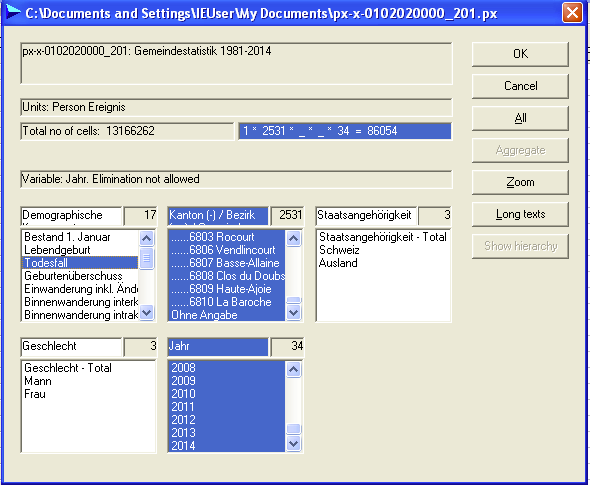 C:\Documents and Settings\IEUser\My Documents\px-x-0102020000_201.px
px-x-0102020000_201: Gemeindestatistik 1981-2014
OK
Cancel
Units: Person Ereignis
Total no of cells: 13166262
1 * 2531 * _ * _ * 34 = 86054
All
Aggregate
Variable: Jahr. Elimination not allowed
Zoom
Demographische 17
Kanton (-) / Bezirk 2531
Staatsangehörigkeit 3
Long texts
Show hierarchy
Bestand 1. Januar
Lebendgeburt
Todesfall
Geburtenüberschuss
Einwanderung inkl. Ände
Binnenwanderung interk
Binnenwanderung intrak
......6803 Rocourt
......6806 Vendlincourt
......6807 Basse-Allaine
......6808 Clos du Doubs
......6809 Haute-Ajoie
......6810 La Baroche
Ohne Angabe
Staatsangehörigkeit - Total
Schweiz
Ausland
Geschlecht 3
Jahr 34
Geschlecht - Total
Mann
Frau
2008
2009
2010
2011
2012
2013
2014